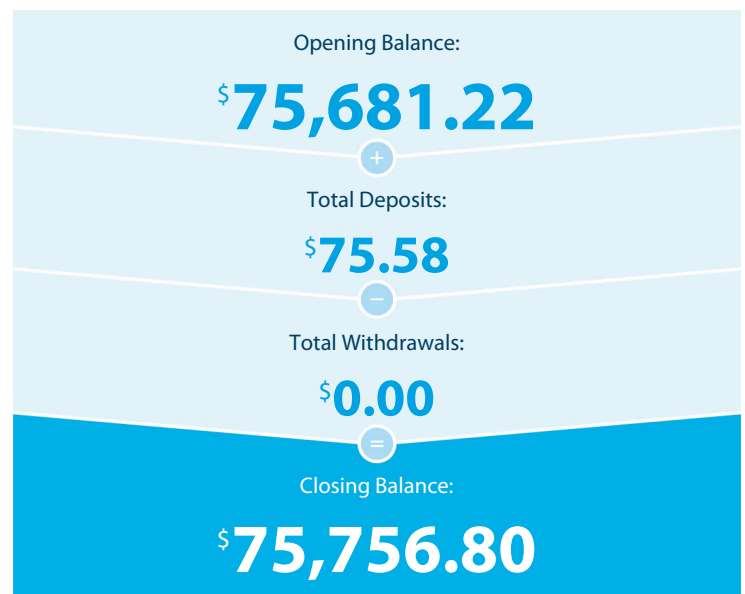 Opening Balance:
$75,681.22
+
Total Deposits:
$75.58
−
Total Withdrawals:
$0.00
=
Closing Balance:
$75,756.80